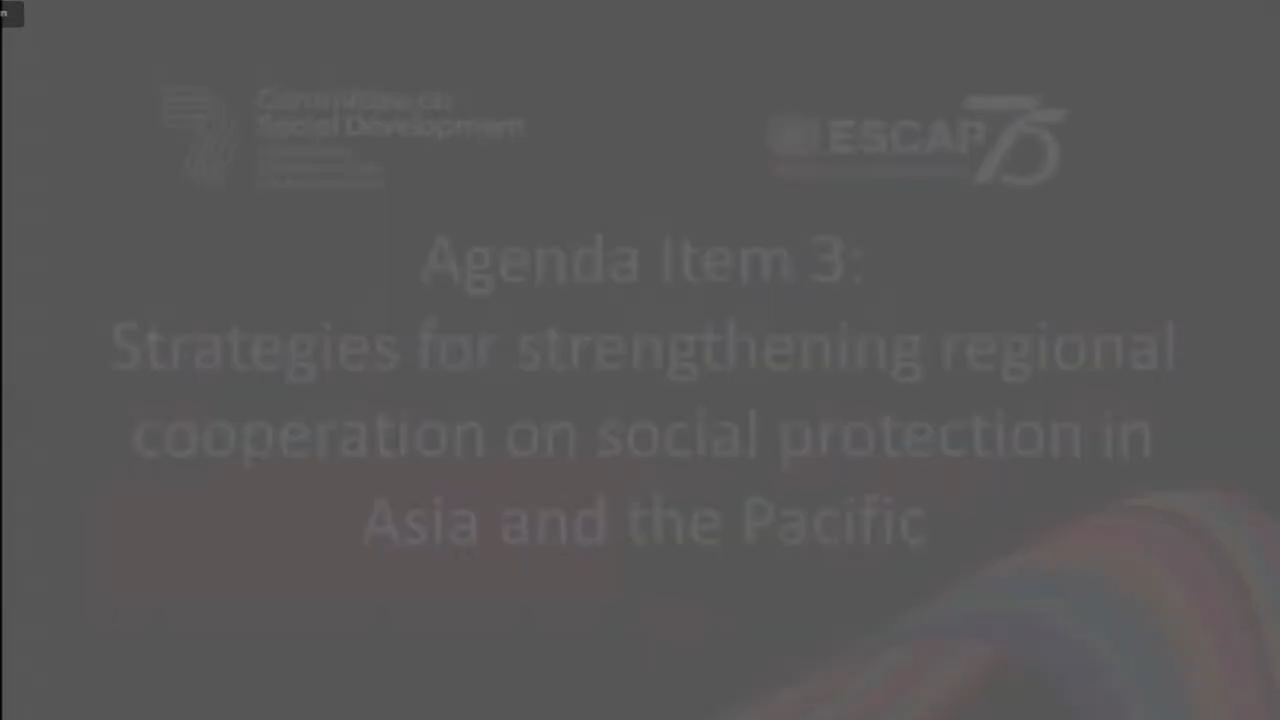 Committee on
Social Development
ESCAP 75
Agenda Item 3:
Strategies for strengthening regional
cooperation on social protection in
Asia and the Pacific